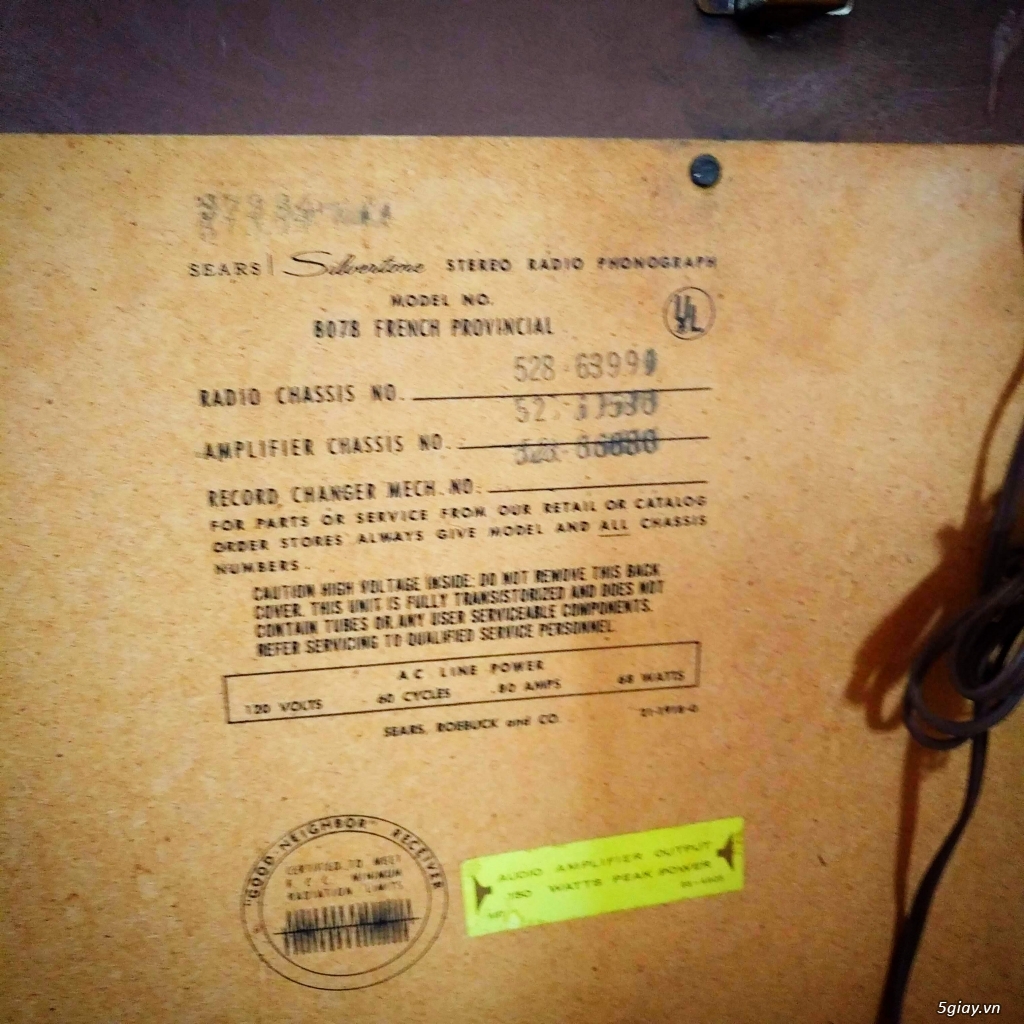 SEARS | Silvertone STEREO RADIO PHONOGRAPH
MODEL NO.
8078 FRENCH PROVINCIAL
UL
528-6399
RADIO CHASSIS NO.
AMPLIFIER CHASSIS NO.
RECORD CHANGER MECH. NO.
FOR PARTS OR SERVICE FROM OUR RETAIL OR CATALOG
ORDER STORES ALWAYS GIVE MODEL AND ALL CHASSIS
NUMBERS.
CAUTION HIGH VOLTAGE INSIDE: DO NOT REMOVE THIS BACK
COVER. THIS UNIT IS FULLY TRANSISTORIZED AND DOES NOT
CONTAIN TUBES OR ANY USER SERVICEABLE COMPONENTS.
REFER SERVICING TO QUALIFIED SERVICE PERSONNEL.
AC LINE POWER
120 VOLTS 60 CYCLES .80 AMPS 68 WATTS
SEARS, ROEBUCK and CO.
"GOOD-NEIGHBOR" RECEIVER
CERTIFIED TO MEET
F.C.C. MINIMUM
RADIATION LIMITS
AUDIO AMPLIFIER OUTPUT
WATTS PEAK POWER
5giay.vn